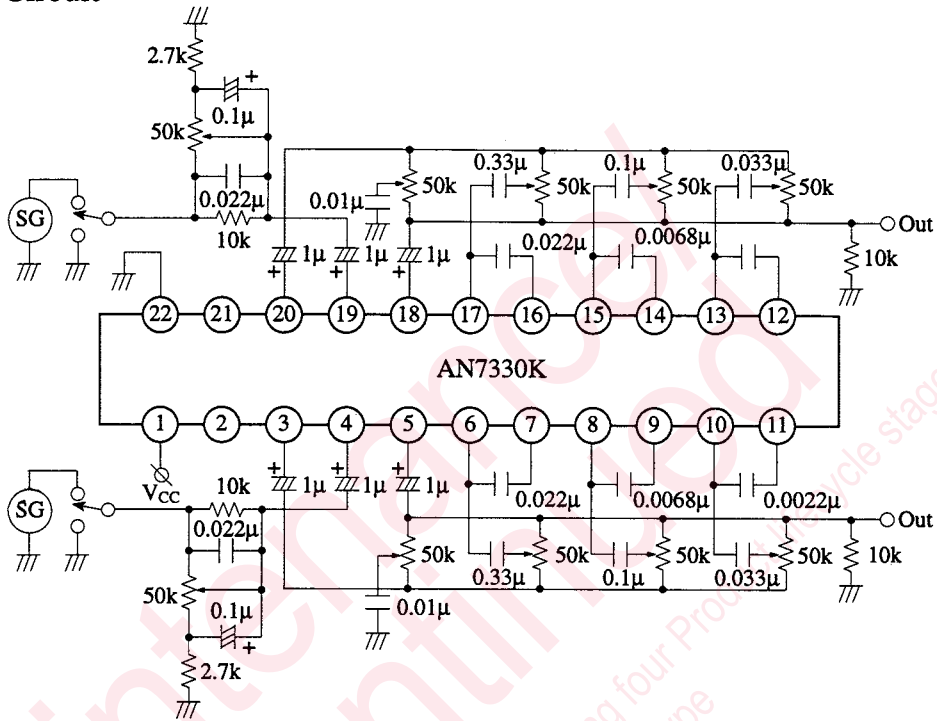 Circuit
2.7k
+
0.1μ
50k
0.022μ
10k
SG
0.01μ
50k
0.33μ
50k
0.1μ
50k
0.033μ
50k
Out
10k
1μ
+
1μ
+
1μ
+
0.022μ
0.0068μ
22
21
20
19
18
17
16
15
14
13
12
AN7330K
1
2
3
4
5
6
7
8
9
10
11
VCC
SG
10k
0.022μ
50k
0.1μ
+
2.7k
+
1μ
+
1μ
+
1μ
0.022μ
0.0068μ
0.0022μ
50k
0.01μ
0.33μ
50k
0.1μ
50k
0.033μ
50k
Out
10k